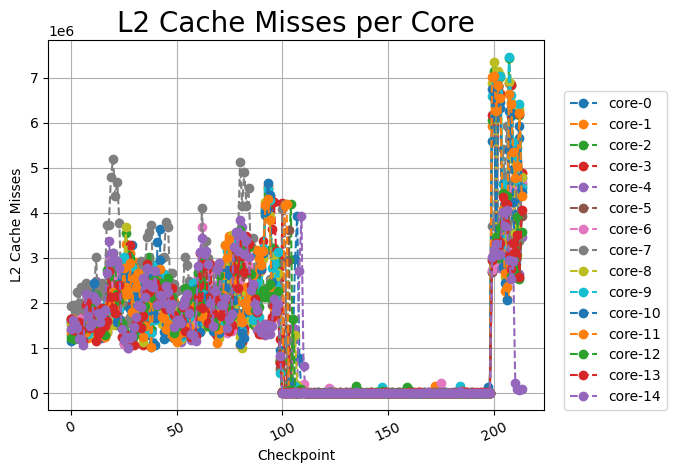 L2 Cache Misses per Core
1e6
7
6
5
4
3
2
1
0
L2 Cache Misses
0
50
100
150
200
Checkpoint
core-0
core-1
core-2
core-3
core-4
core-5
core-6
core-7
core-8
core-9
core-10
core-11
core-12
core-13
core-14